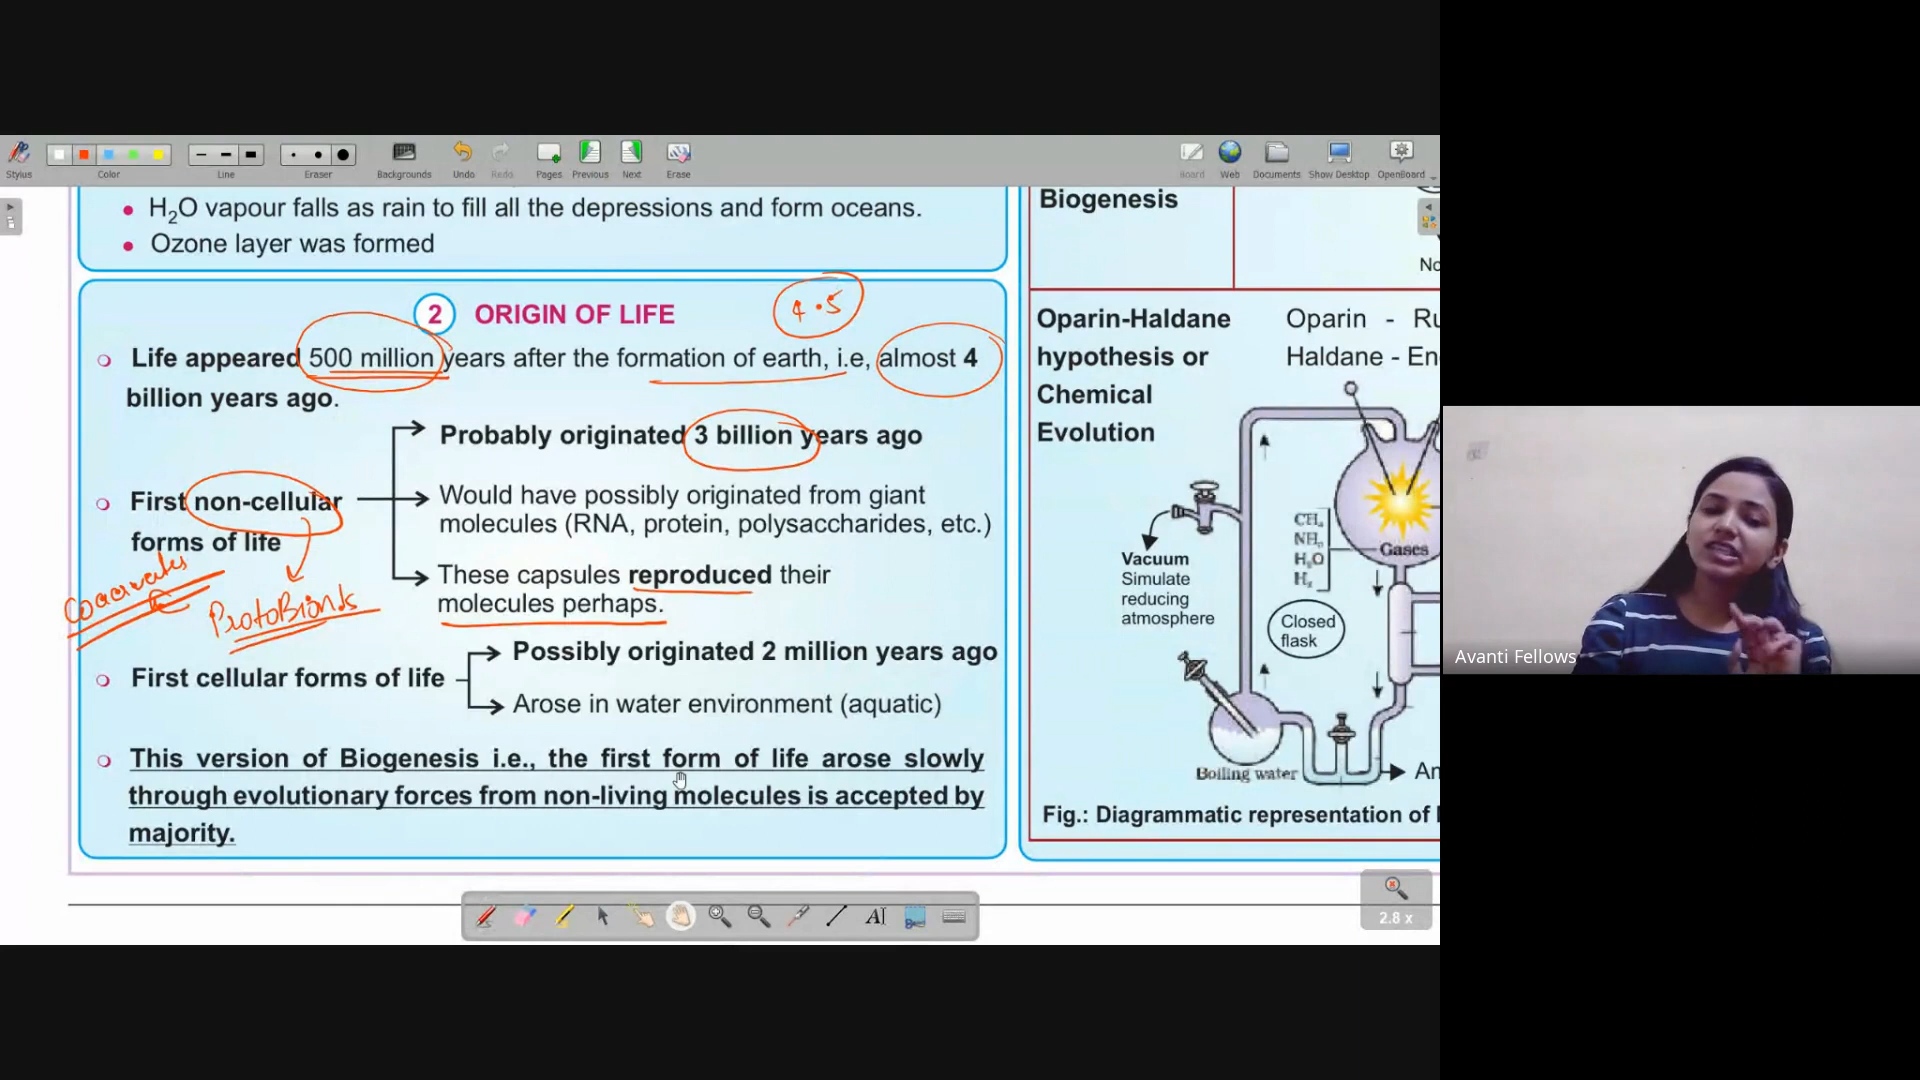 Stylus
Color
Line
Eraser
Backgrounds
Undo
Redo
Pages
Previous
Next
Erase
Board
Web
Documents
Show Desktop
OpenBoard
• H₂O vapour falls as rain to fill all the depressions and form oceans.
• Ozone layer was formed
4.5
2 ORIGIN OF LIFE
Life appeared 500 million years after the formation of earth, i.e, almost 4
billion years ago.
First non-cellular
forms of life
Probably originated 3 billion years ago
Would have possibly originated from giant
molecules (RNA, protein, polysaccharides, etc.)
These capsules reproduced their
molecules perhaps.
ProtoBionts
First cellular forms of life
Possibly originated 2 million years ago
Arose in water environment (aquatic)
This version of Biogenesis i.e., the first form of life arose slowly
through evolutionary forces from non-living molecules is accepted by
majority.
Biogenesis
No
Oparin-Haldane
hypothesis or
Chemical
Evolution
Oparin - Ru
Haldane - En
CH₄
NH₃
H₂O
H₂
Gases
Vacuum
Simulate
reducing
atmosphere
Closed
flask
Boiling water
An
Fig.: Diagrammatic representation of
2.8 x
Avanti Fellows